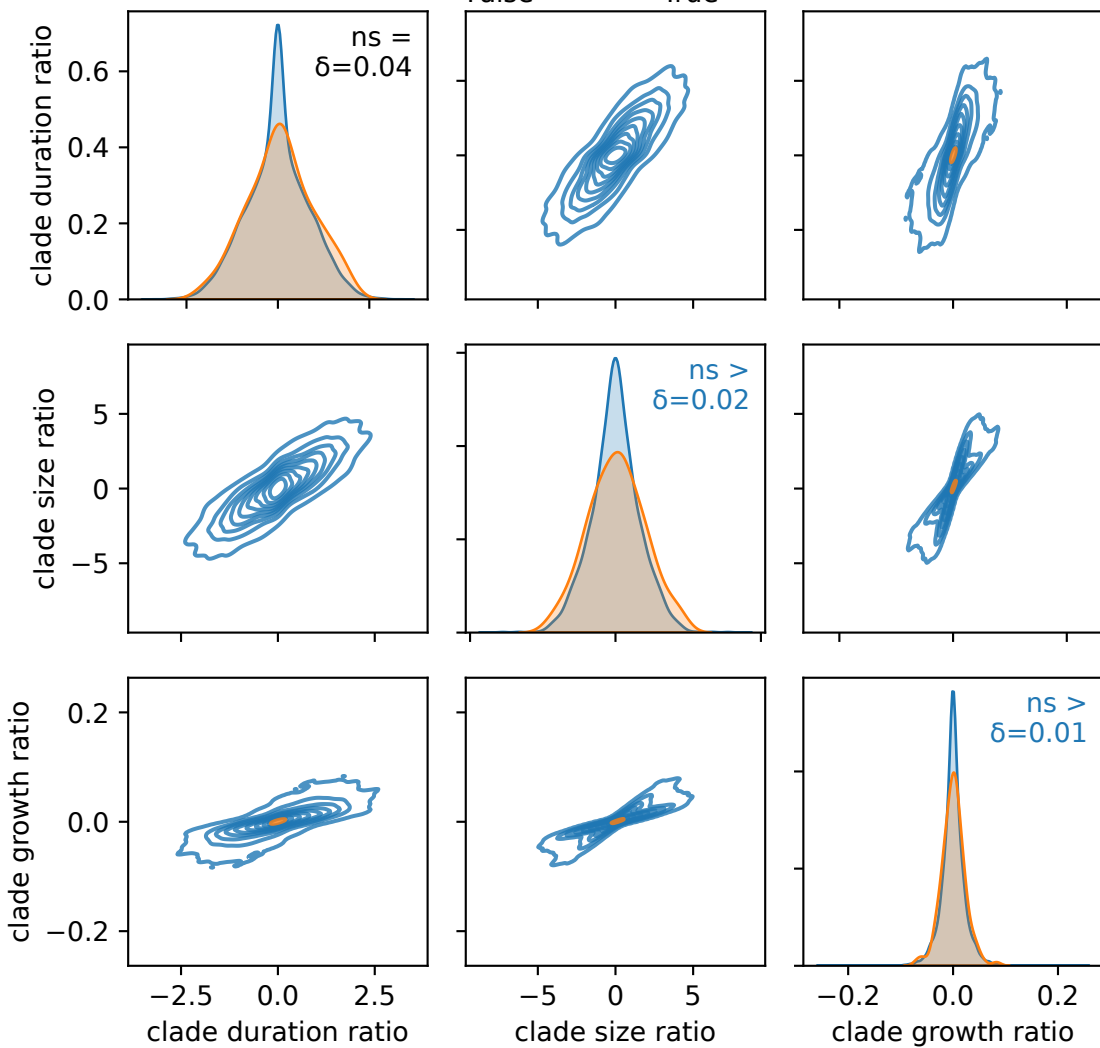 clade duration ratio
0.6
0.4
0.2
0.0
ns =
δ=0.04
clade size ratio
5
0
−5
ns >
δ=0.02
clade growth ratio
0.2
0.0
−0.2
ns >
δ=0.01
−2.5 0.0 2.5
−5 0 5
−0.2 0.0 0.2
clade duration ratio
clade size ratio
clade growth ratio